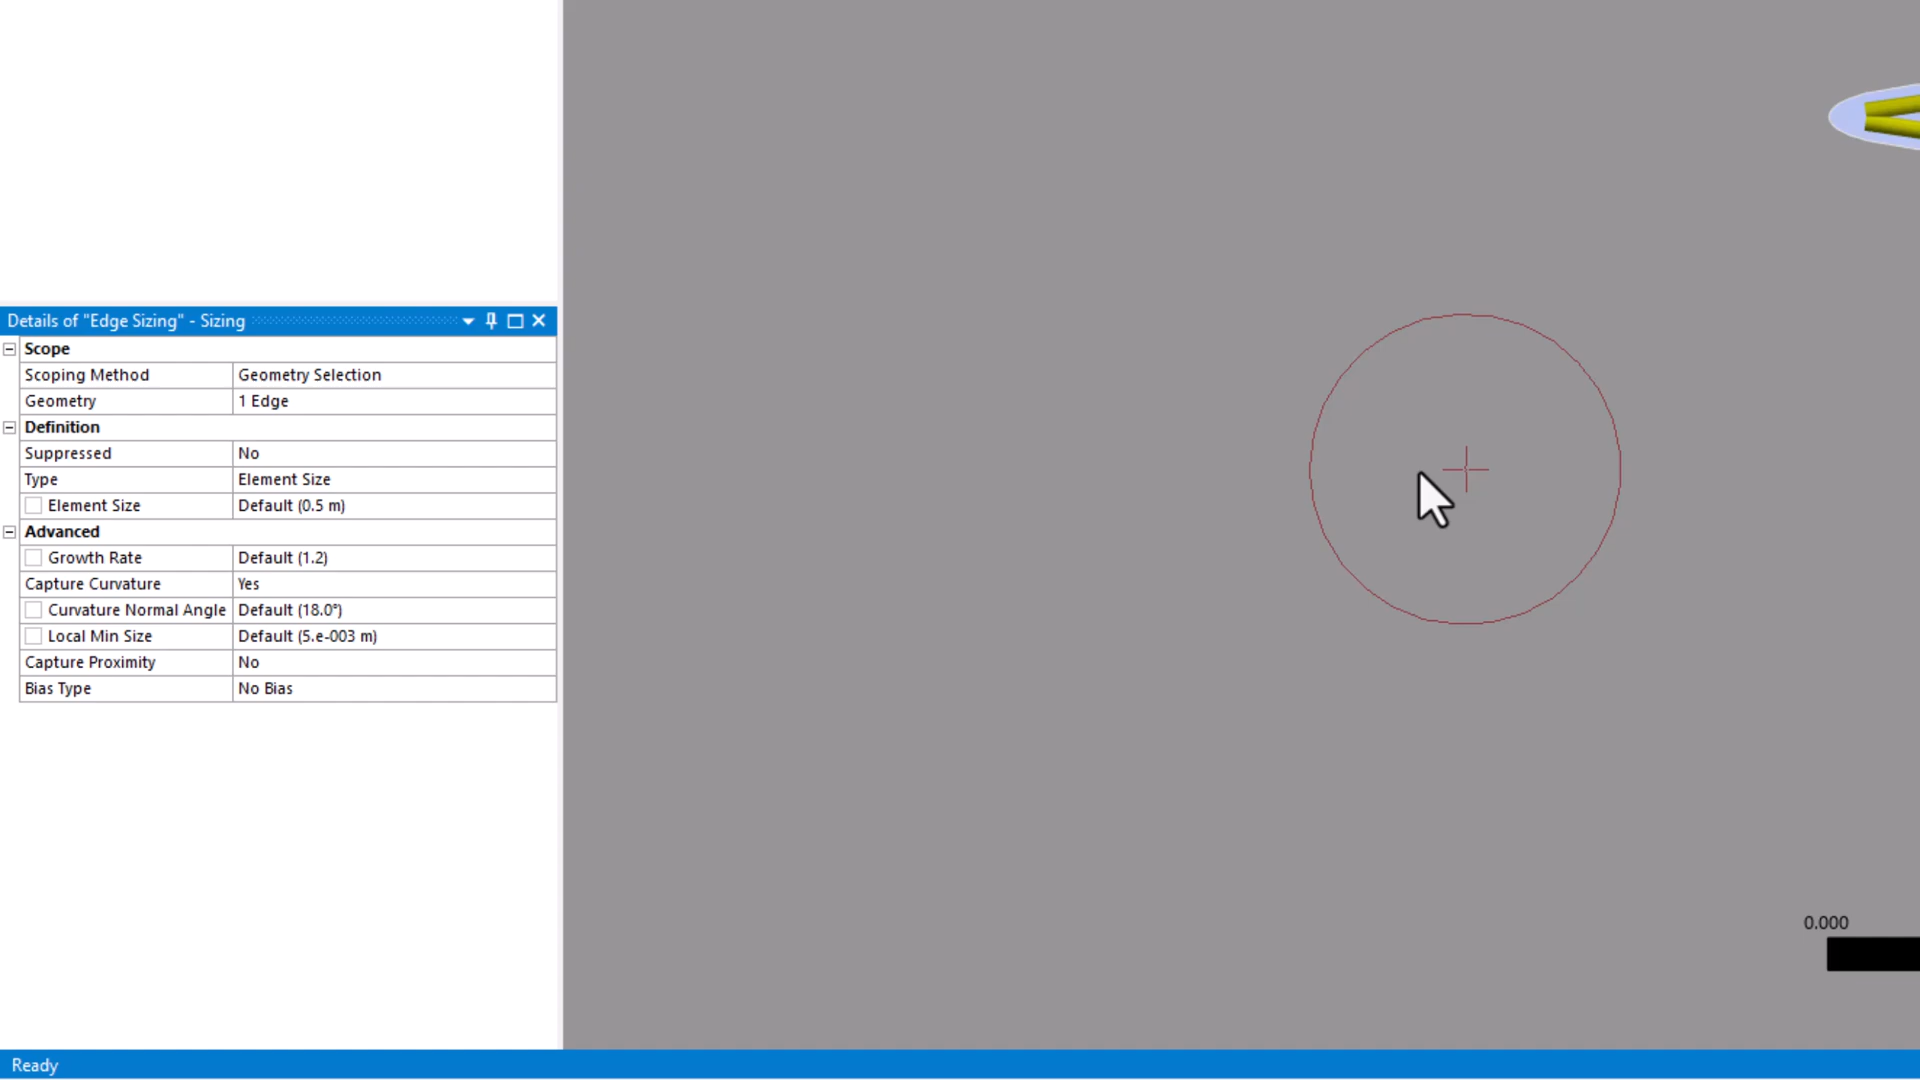 Details of "Edge Sizing" - Sizing
Scope
Scoping Method Geometry Selection
Geometry 1 Edge
Definition
Suppressed No
Type Element Size
Element Size Default (0.5 m)
Advanced
Growth Rate Default (1.2)
Capture Curvature Yes
Curvature Normal Angle Default (18.0°)
Local Min Size Default (5.e-003 m)
Capture Proximity No
Bias Type No Bias
0.000
Ready